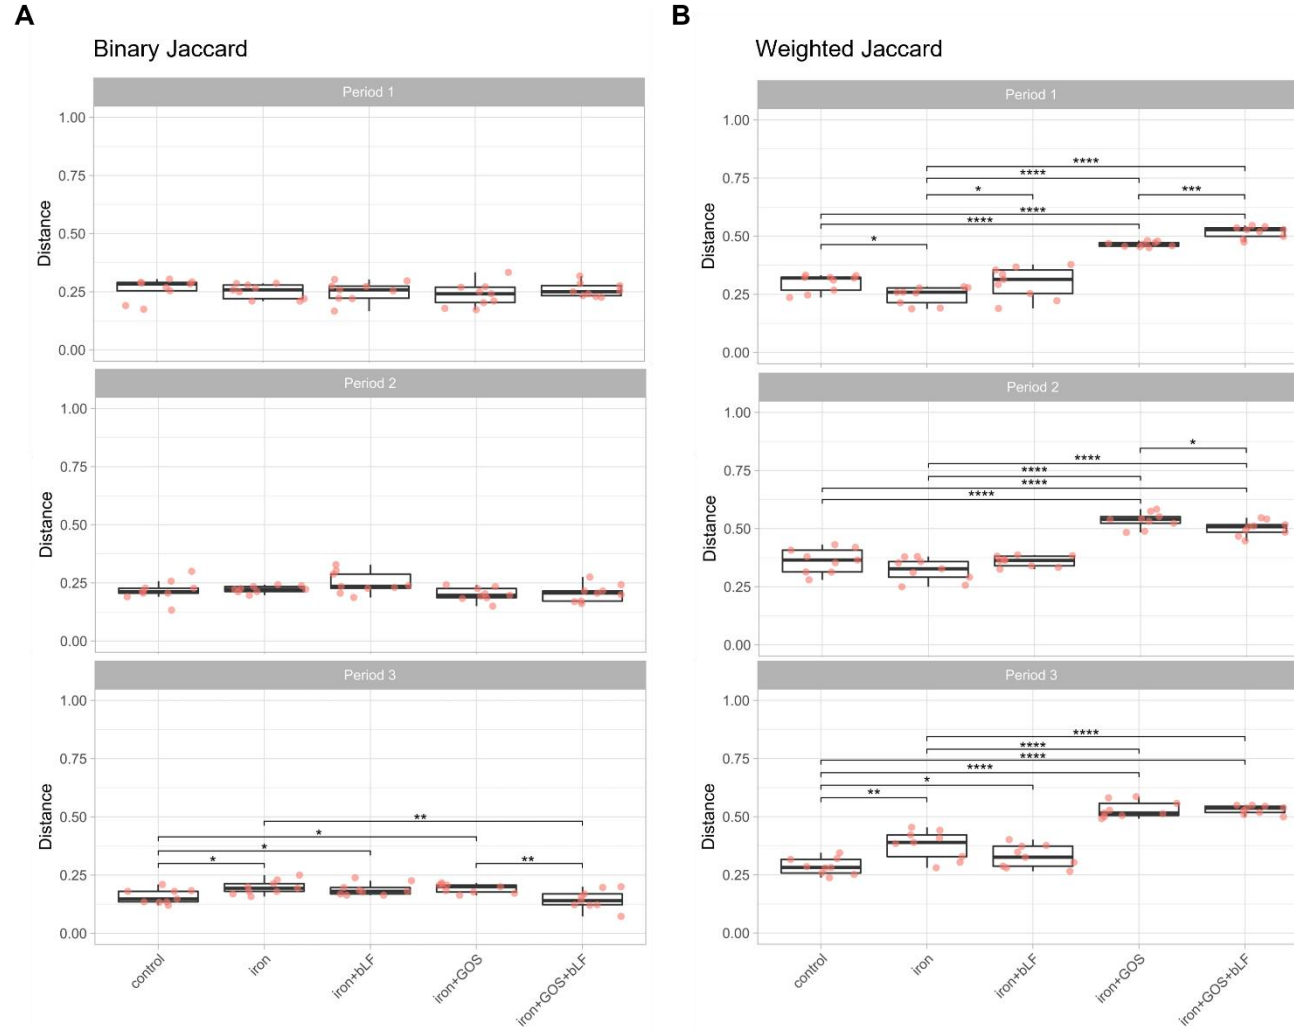 A
Binary Jaccard
Period 1
1.00
0.75
0.50
0.25
0.00
Distance
Period 2
1.00
0.75
0.50
0.25
0.00
Distance
Period 3
1.00
0.75
0.50
0.25
0.00
Distance
**
*
*
*
**
control
iron
iron+bLF
iron+GOS
iron+GOS+bLF
B
Weighted Jaccard
Period 1
1.00
0.75
0.50
0.25
0.00
Distance
****
****
*
***
****
****
*
Period 2
1.00
0.75
0.50
0.25
0.00
Distance
*
****
****
****
****
Period 3
1.00
0.75
0.50
0.25
0.00
Distance
****
****
****
****
*
**
control
iron
iron+bLF
iron+GOS
iron+GOS+bLF